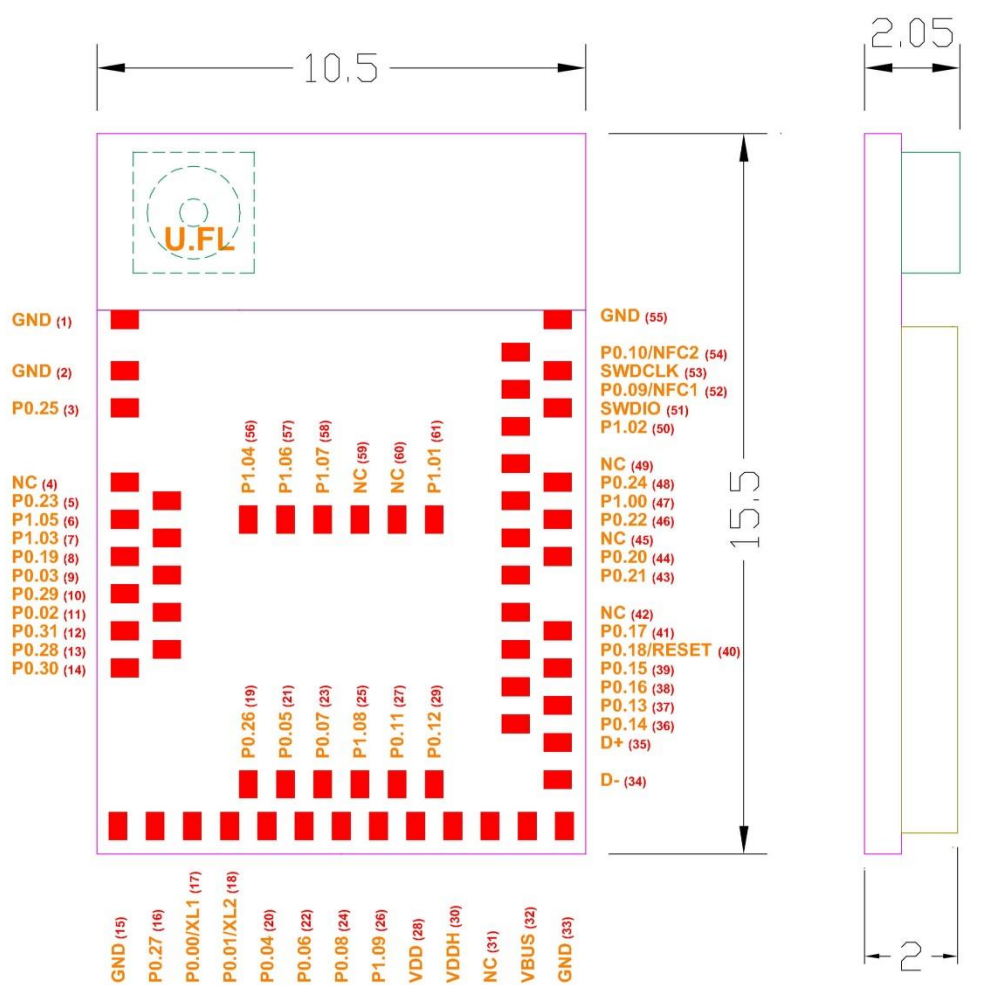 10.5
2.05
U.FL
GND (1)
GND (2)
P0.25 (3)
NC (4)
P0.23 (5)
P1.05 (6)
P1.03 (7)
P0.19 (8)
P0.03 (9)
P0.29 (10)
P0.02 (11)
P0.31 (12)
P0.28 (13)
P0.30 (14)
P1.04 (56)
P1.06 (57)
P1.07 (58)
NC (59)
NC (60)
P1.01 (61)
P0.26 (19)
P0.05 (21)
P0.07 (23)
P1.08 (25)
P0.11 (27)
P0.12 (29)
GND (55)
P0.10/NFC2 (54)
SWDCLK (53)
P0.09/NFC1 (52)
SWDIO (51)
P1.02 (50)
NC (49)
P0.24 (48)
P1.00 (47)
P0.22 (46)
NC (45)
P0.20 (44)
P0.21 (43)
NC (42)
P0.17 (41)
P0.18/RESET (40)
P0.15 (39)
P0.16 (38)
P0.13 (37)
P0.14 (36)
D+ (35)
D- (34)
15.5
GND (15)
P0.27 (16)
P0.00/XL1 (17)
P0.01/XL2 (18)
P0.04 (20)
P0.06 (22)
P0.08 (24)
P1.09 (26)
VDD (28)
VDDH (30)
NC (31)
VBUS (32)
GND (33)
2